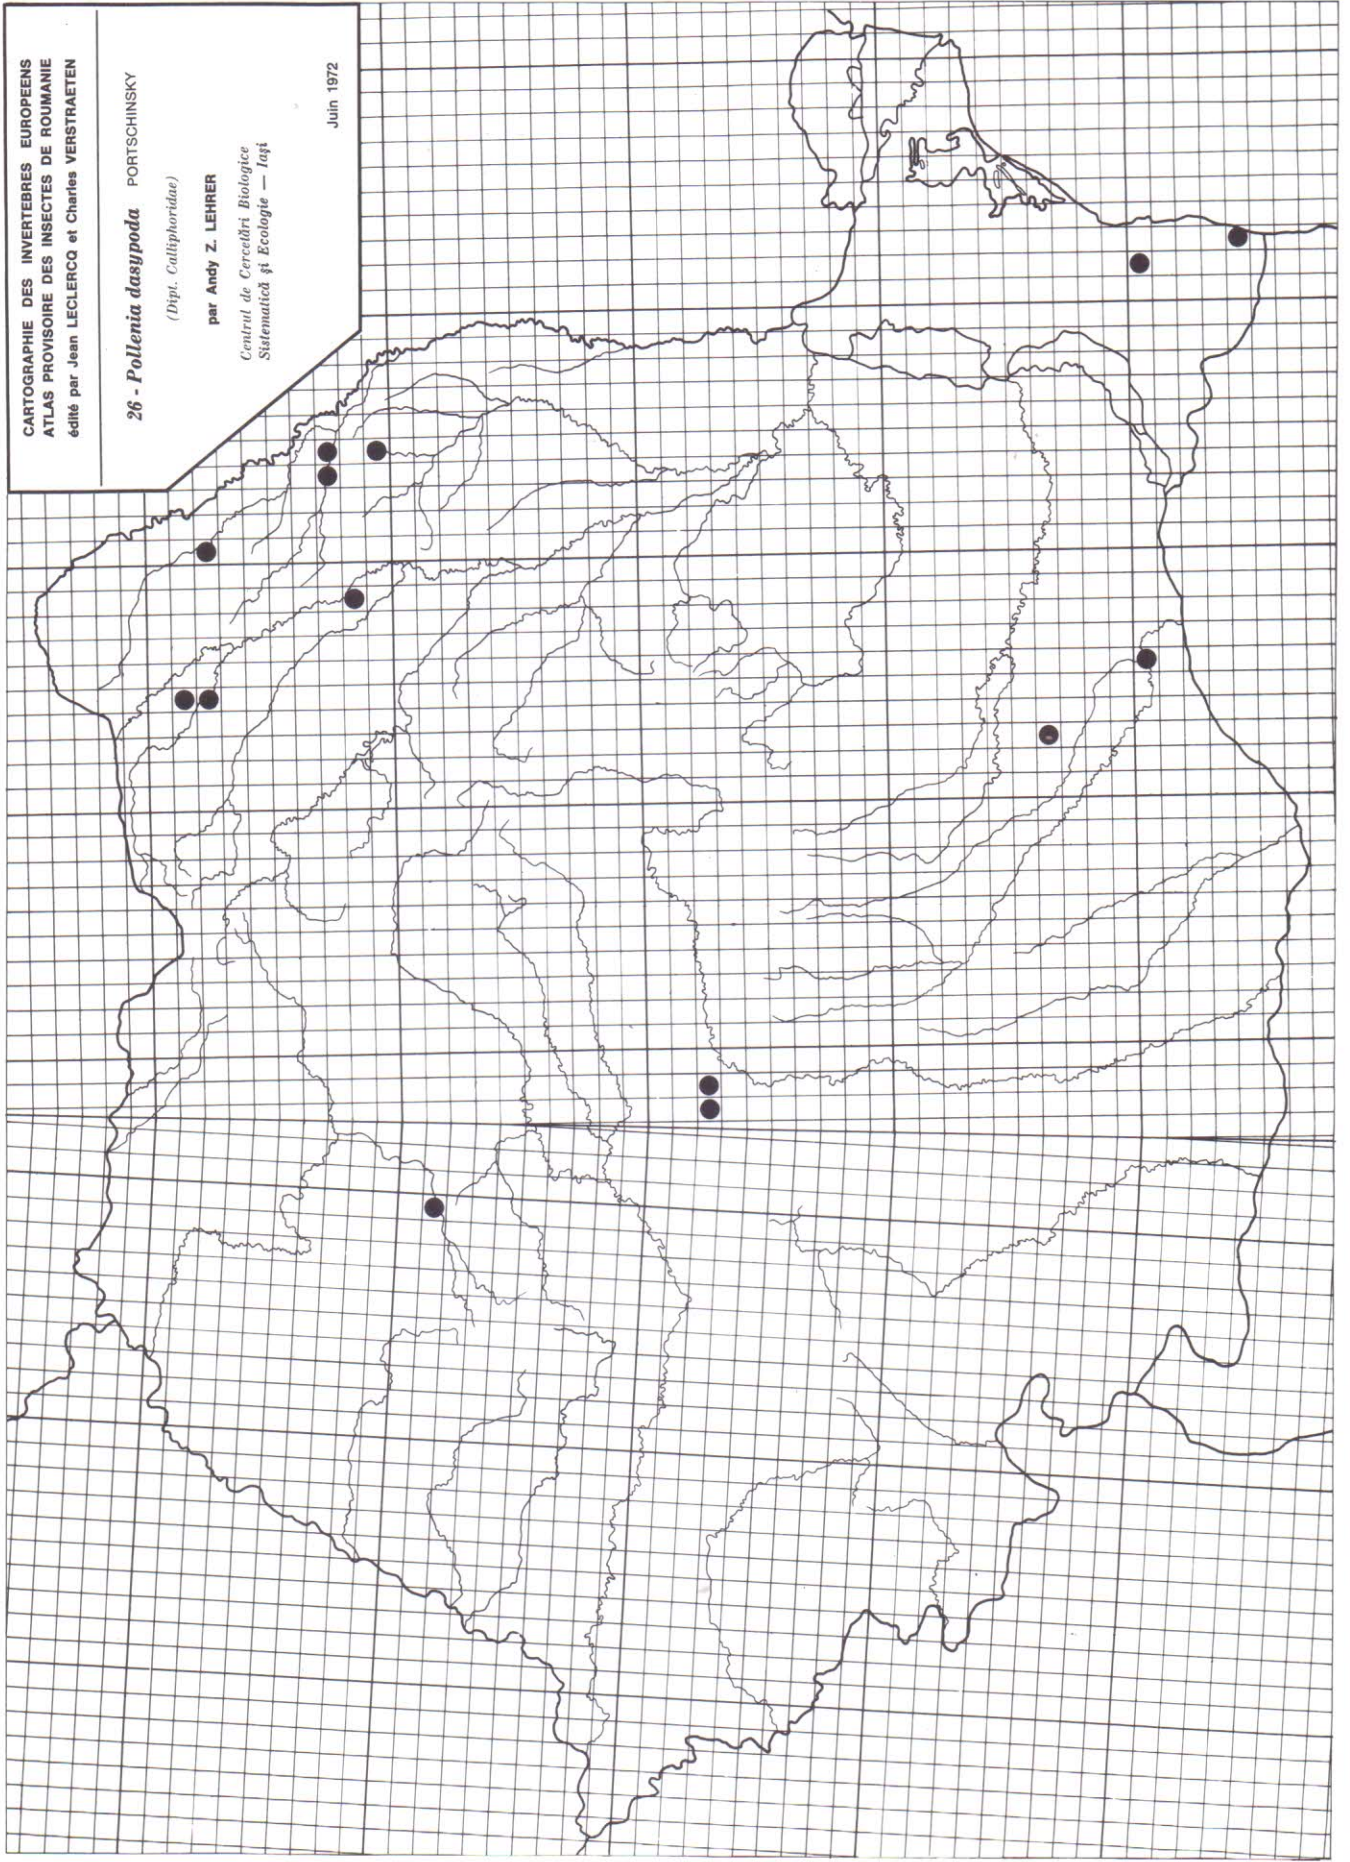 CARTOGRAPHIE DES INVERTEBRES EUROPEENS
ATLAS PROVISOIRE DES INSECTES DE ROUMANIE
édité par Jean LECLERCQ et Charles VERSTRAETEN
26 - Pollenia dasypoda PORTSCHINSKY
(Dipt. Calliphoridae)
par Andy Z. LEHRER
Centrul de Cercetări Biologice
Sistematică şi Ecologie — Iaşi
Juin 1972